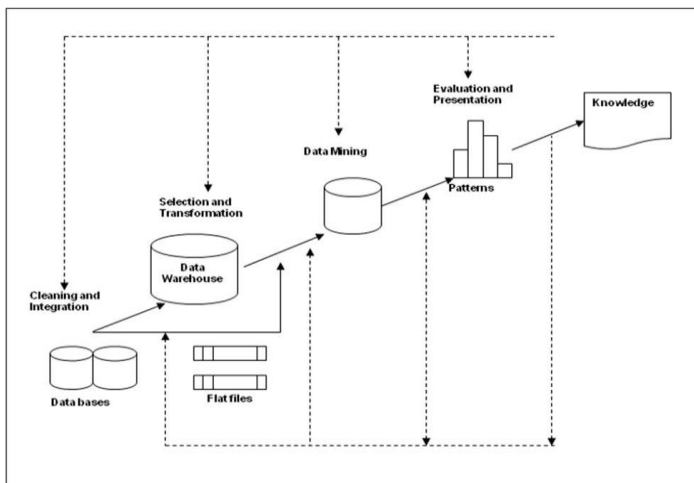 Evaluation and
Presentation
Knowledge
Data Mining
Patterns
Selection and
Transformation
Data
Warehouse
Cleaning and
Integration
Data bases
Flat files